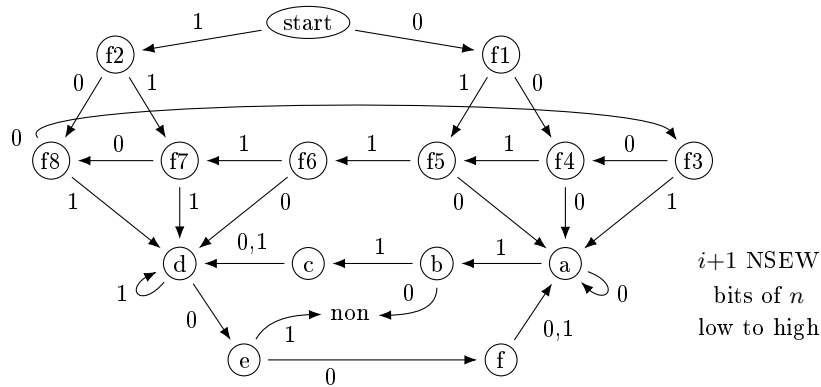 1 start 0
f2 f1
0 1 1 0
0
f8 0 f7 1 f6 1 f5 1 f4 0 f3
1 1 0 0 0 1
d 0,1 c 1 b 1 a
1 0 0
i+1 NSEW
bits of n
low to high
0 1 non 0,1
e 0 f